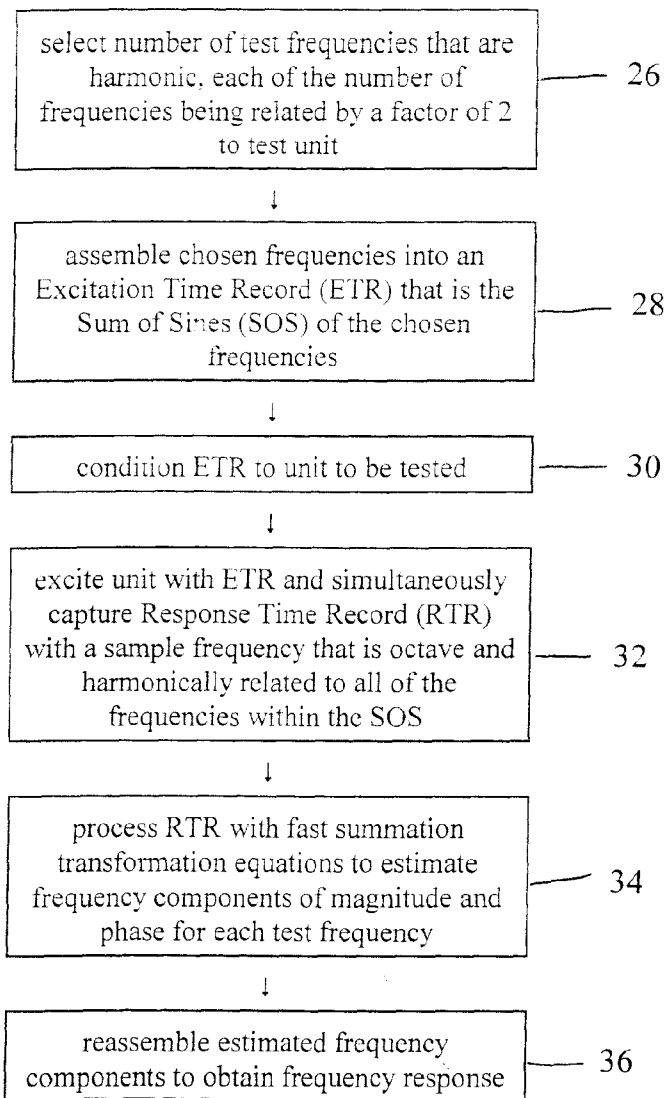 select number of test frequencies that are
harmonic, each of the number of
frequencies being related by a factor of 2
to test unit
26
↓
assemble chosen frequencies into an
Excitation Time Record (ETR) that is the
Sum of Sines (SOS) of the chosen
frequencies
28
↓
condition ETR to unit to be tested
30
↓
excite unit with ETR and simultaneously
capture Response Time Record (RTR)
with a sample frequency that is octave and
harmonically related to all of the
frequencies within the SOS
32
↓
process RTR with fast summation
transformation equations to estimate
frequency components of magnitude and
phase for each test frequency
34
↓
reassemble estimated frequency
components to obtain frequency response
36